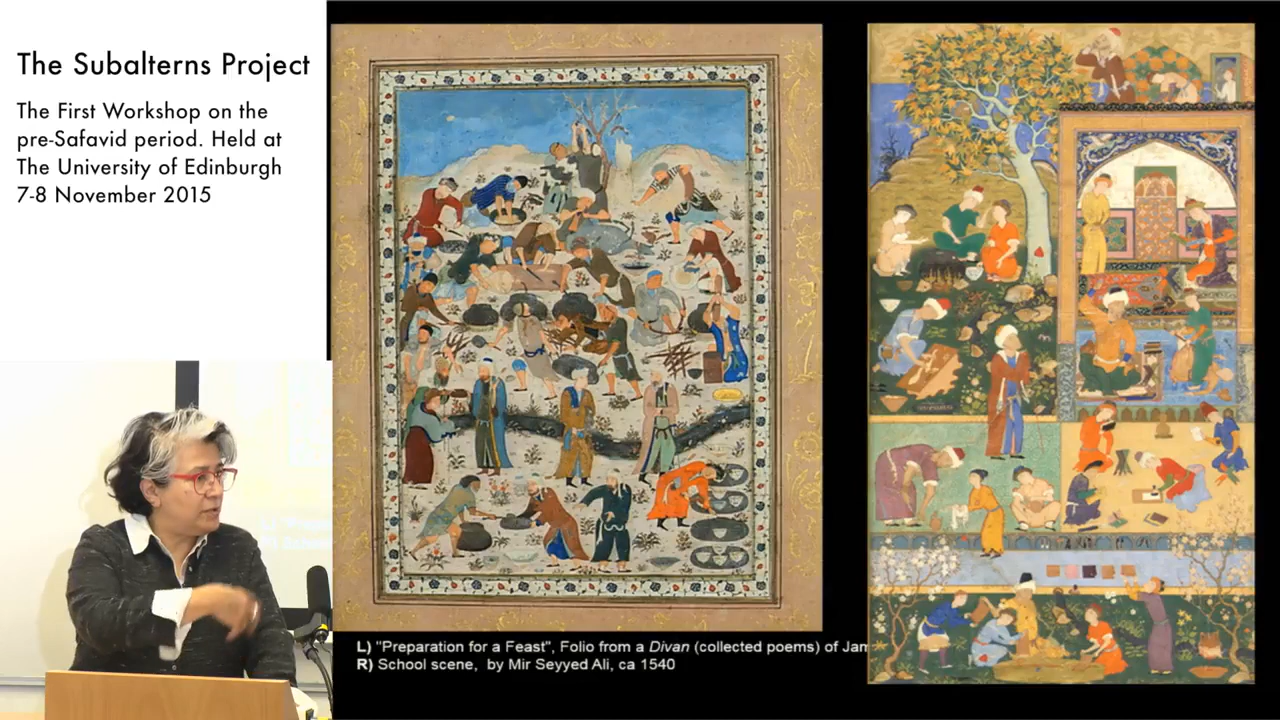 The Subalterns Project
The First Workshop on the
pre-Safavid period. Held at
The University of Edinburgh
7-8 November 2015
L) "Preparation for a Feast", Folio from a Divan (collected poems) of Jam
R) School scene, by Mir Seyyed Ali, ca 1540